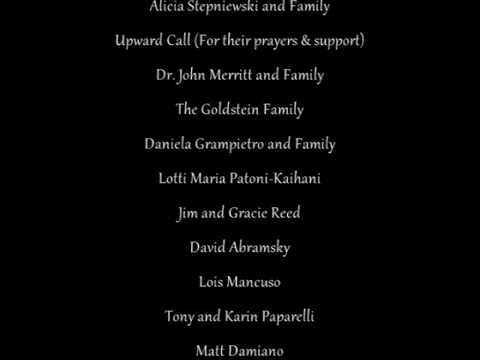 Alicia Stepniewski and Family
Upward Call (For their prayers & support)
Dr. John Merritt and Family
The Goldstein Family
Daniela Grampietro and Family
Lotti Maria Patoni-Kaihani
Jim and Gracie Reed
David Abramsky
Lois Mancuso
Tony and Karin Paparelli
Matt Damiano